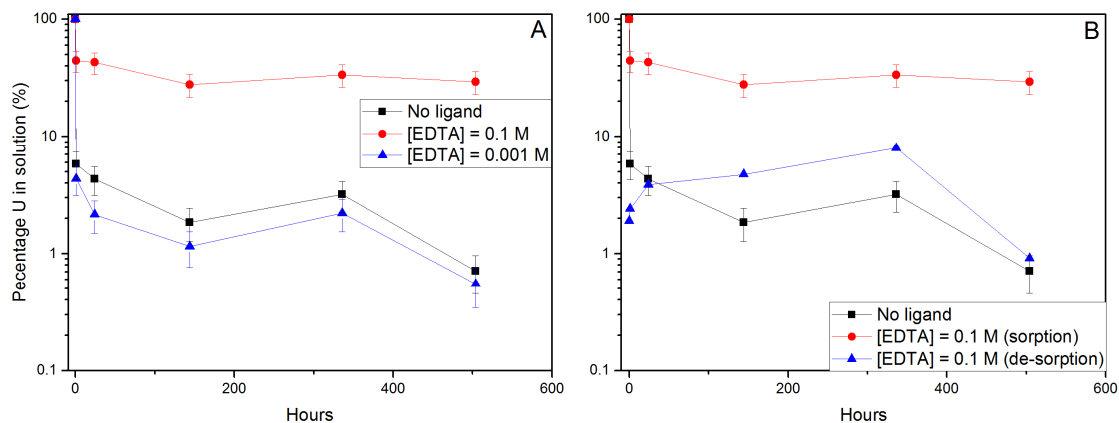 A
100
10
1
0.1
Pecentage U in solution (%)
No ligand
[EDTA] = 0.1 M
[EDTA] = 0.001 M
0
200
400
600
Hours
B
100
10
1
0.1
No ligand
[EDTA] = 0.1 M (sorption)
[EDTA] = 0.1 M (de-sorption)
0
200
400
600
Hours